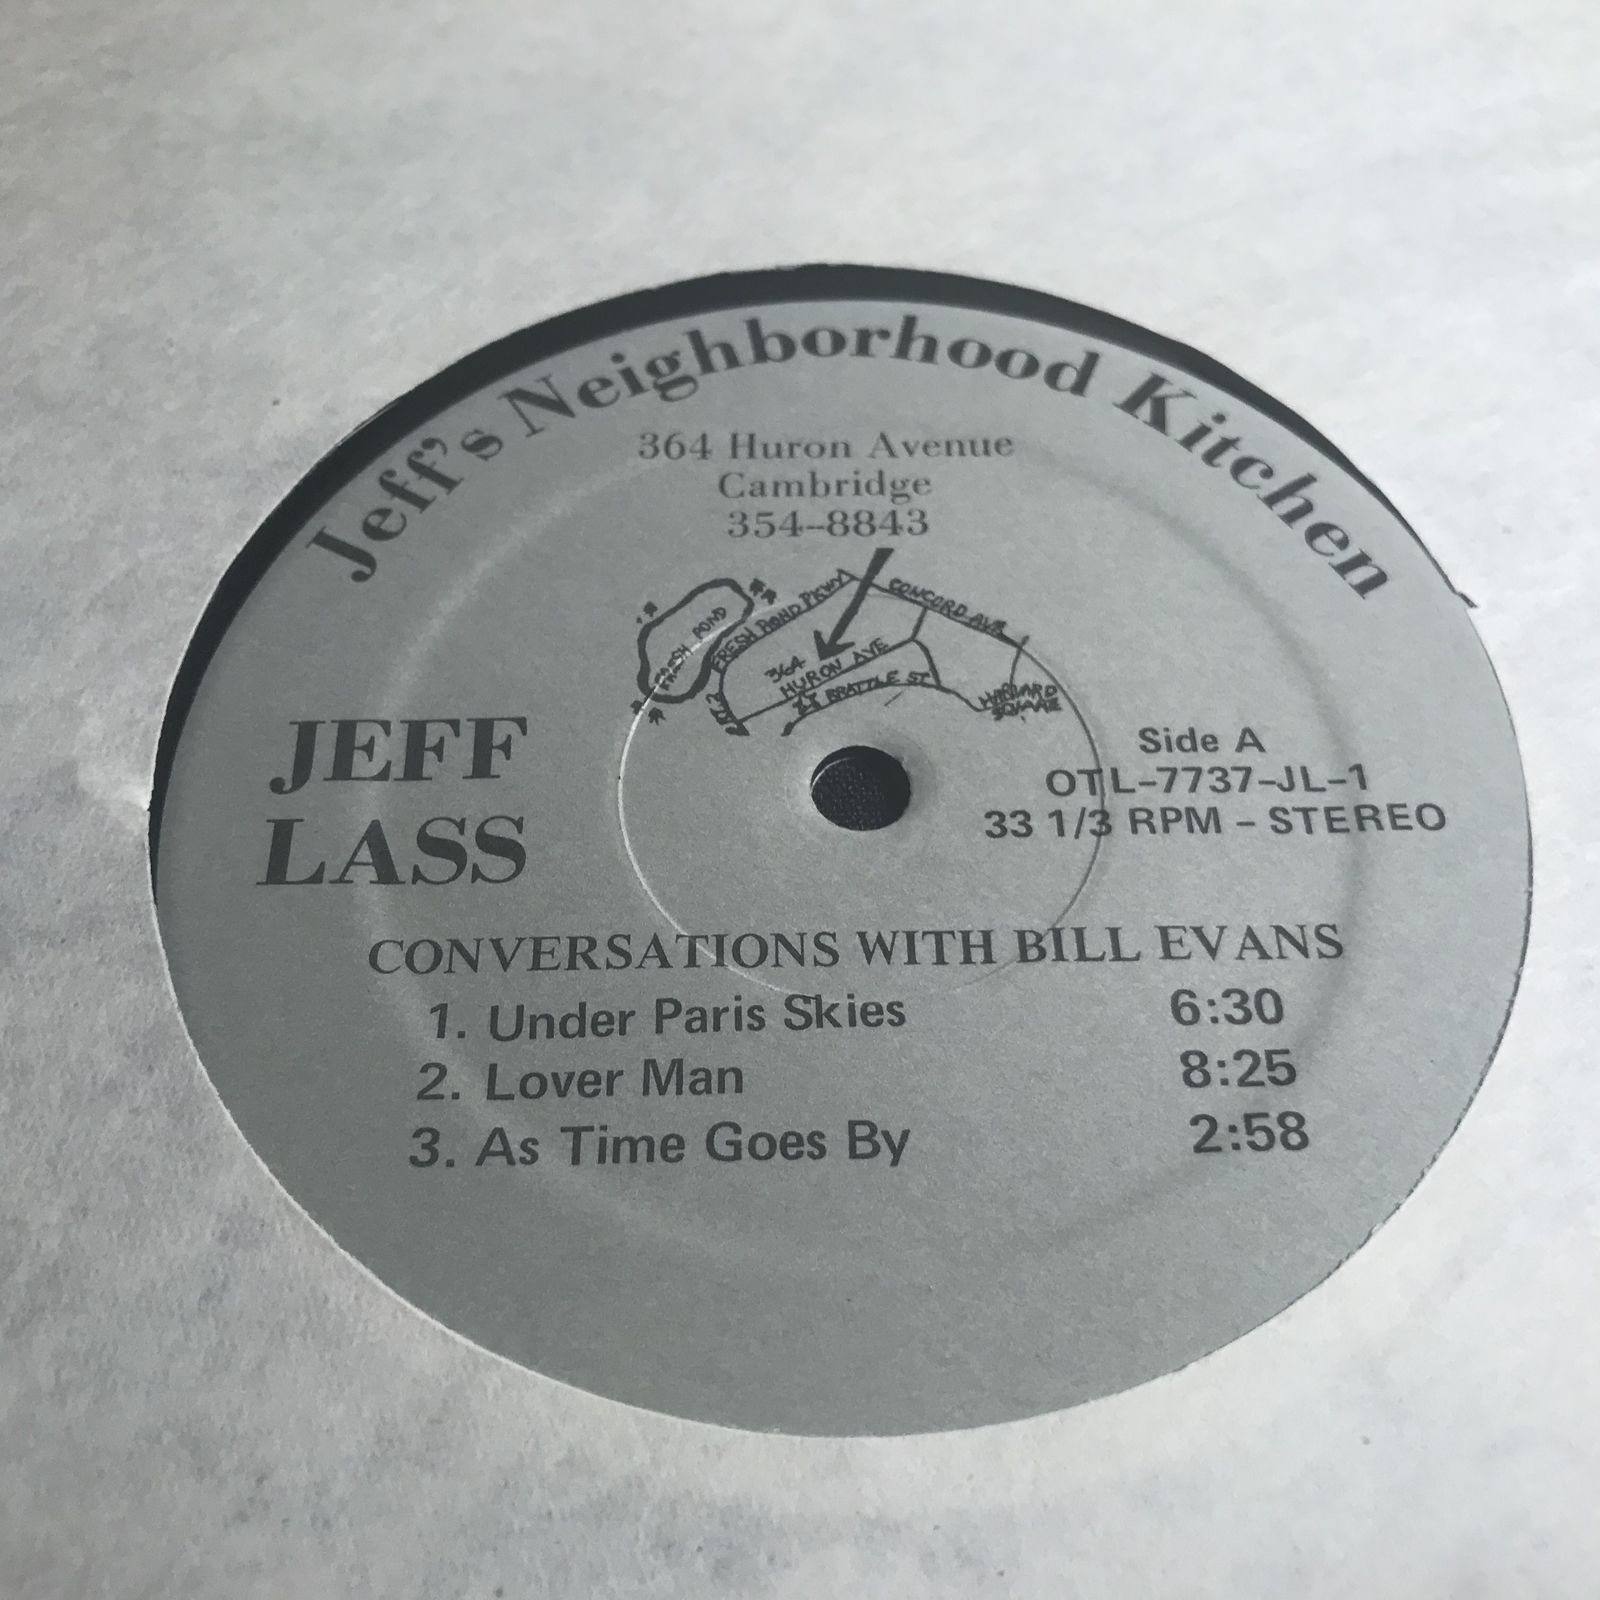 Jeff's Neighborhood Kitchen
364 Huron Avenue
Cambridge
354-8843
FRESH POND
FRESH POND PKWY
CONCORD AVE
364
HURON AVE
BRATTLE ST
HARVARD
SQUARE
JEFF
LASS
Side A
OTL-7737-JL-1
33 1/3 RPM - STEREO
CONVERSATIONS WITH BILL EVANS
1. Under Paris Skies 6:30
2. Lover Man 8:25
3. As Time Goes By 2:58